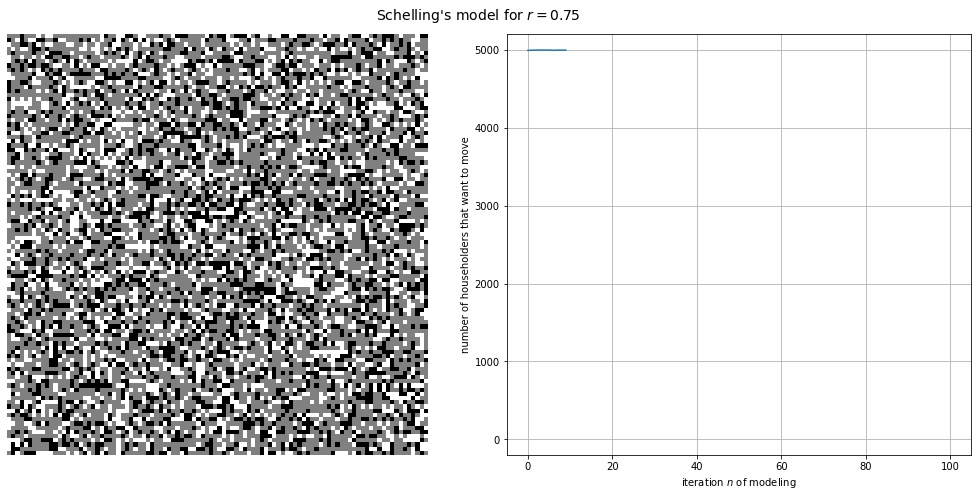 Schelling's model for r = 0.75
number of householders that want to move
5000
4000
3000
2000
1000
0
0 20 40 60 80 100
iteration n of modeling